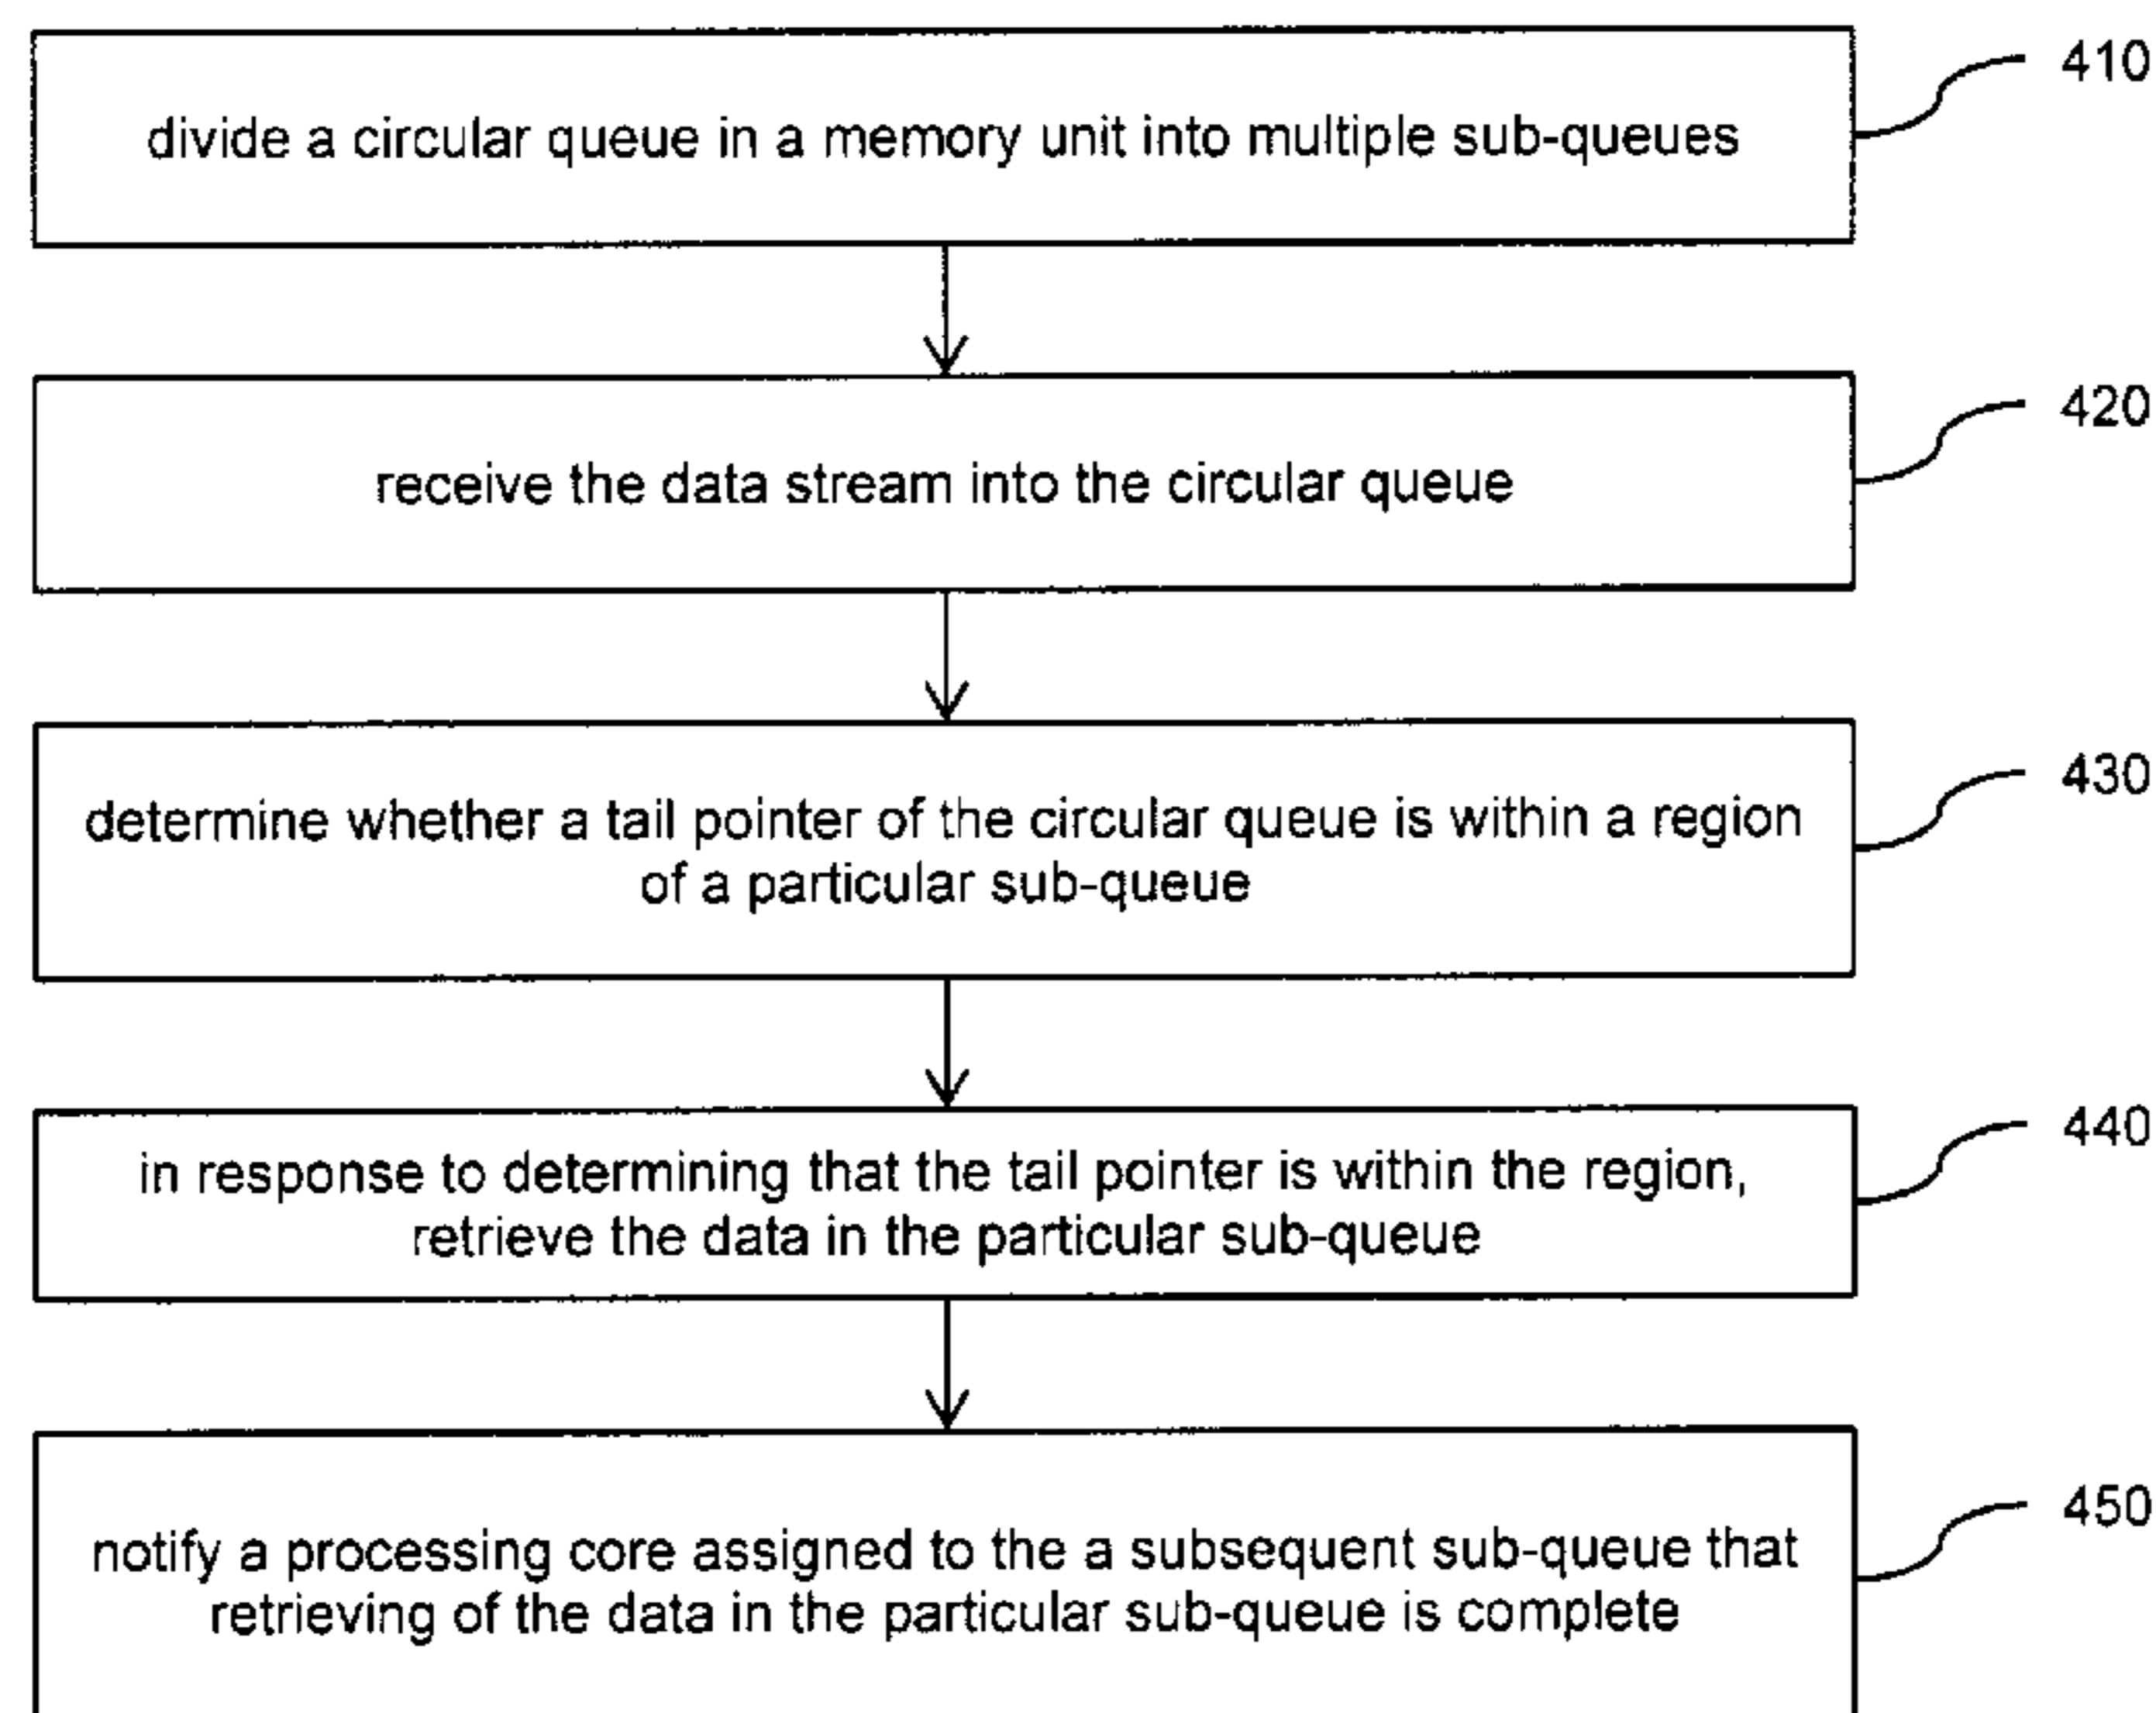 divide a circular queue in a memory unit into multiple sub-queues
410
receive the data stream into the circular queue
420
determine whether a tail pointer of the circular queue is within a region
of a particular sub-queue
430
in response to determining that the tail pointer is within the region,
retrieve the data in the particular sub-queue
440
notify a processing core assigned to the a subsequent sub-queue that
retrieving of the data in the particular sub-queue is complete
450